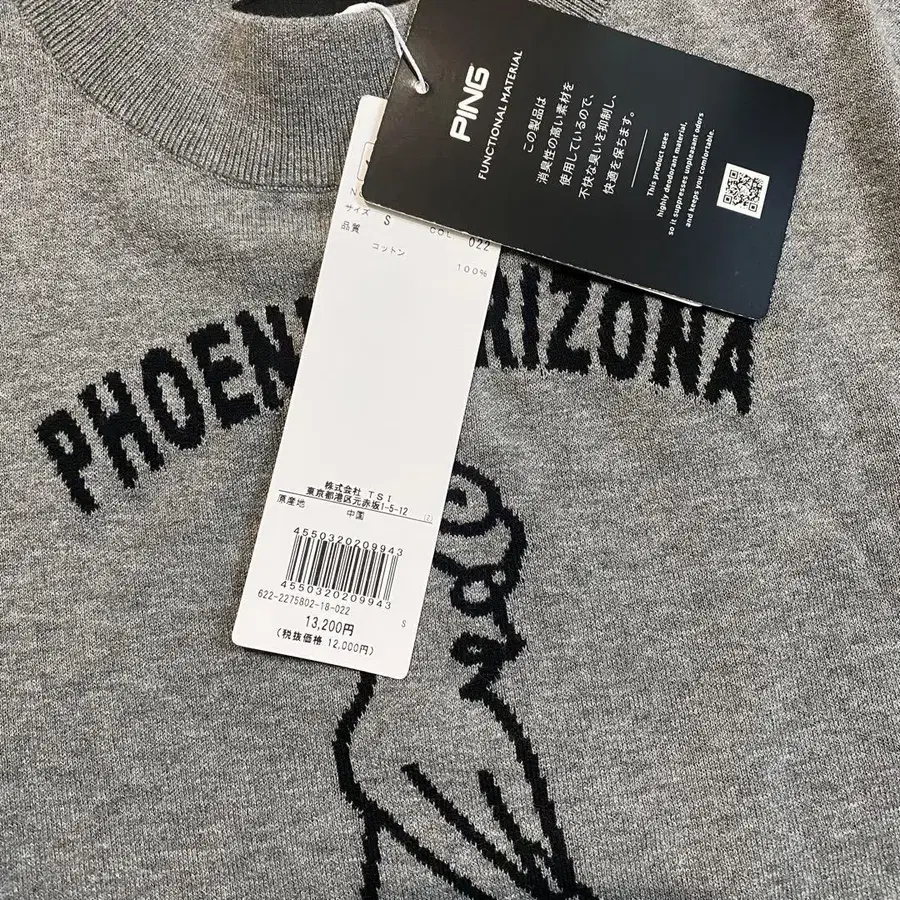 PING
FUNCTIONAL MATERIAL
この製品は
消臭性の高い素材を
使用しているので、
不快な臭いを抑制し、
快適を保ちます。
This product uses
highly deodorant material,
so it suppresses unpleasant odors
and keeps you comfortable.
サイズ S COL 022
品質 コットン 100%
株式会社 TSI
東京都港区元赤坂1-5-12
原産地 中国
4550320209943
4550320209943
622-2275802-18-022
S
13,200円
(税抜価格 12,000円)